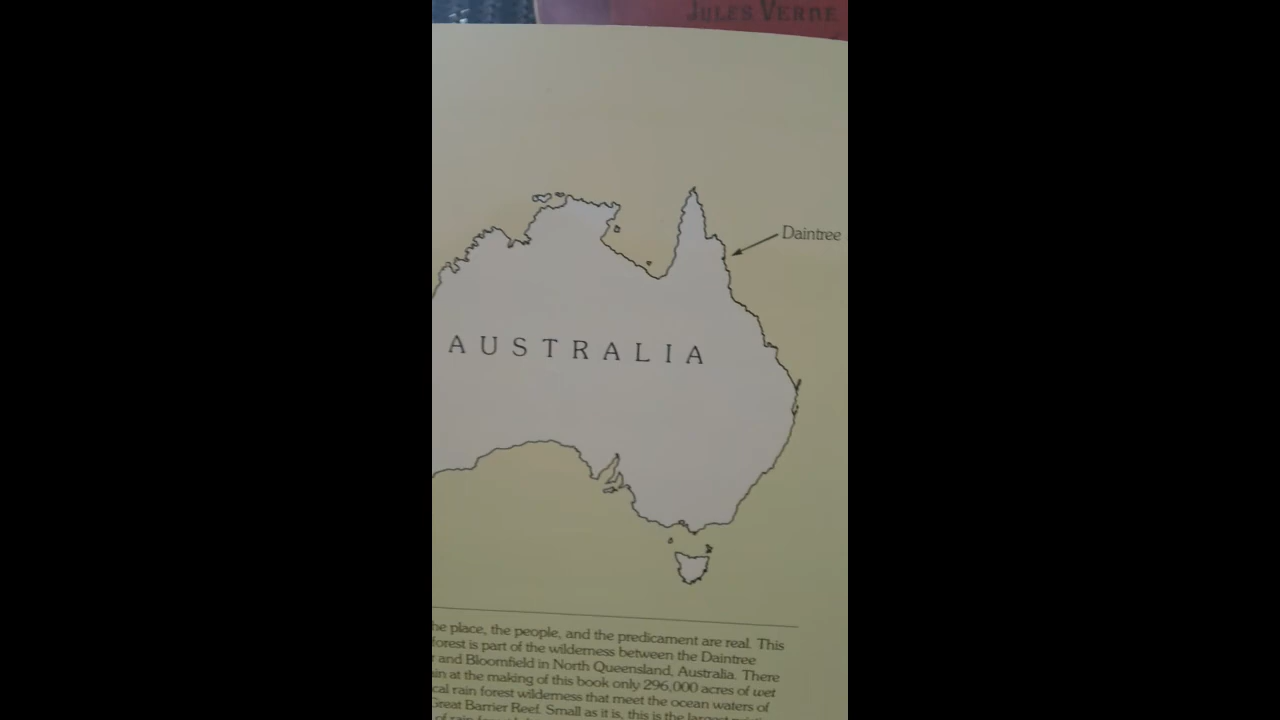 JULES VERNE
Daintree
AUSTRALIA
he place, the people, and the predicament are real. This
forest is part of the wilderness between the Daintree
and Bloomfield in North Queensland, Australia. There
in at the making of this book only 296,000 acres of wet
cal rain forest wilderness that meet the ocean waters of
Great Barrier Reef. Small as it is, this is the largest
of rain